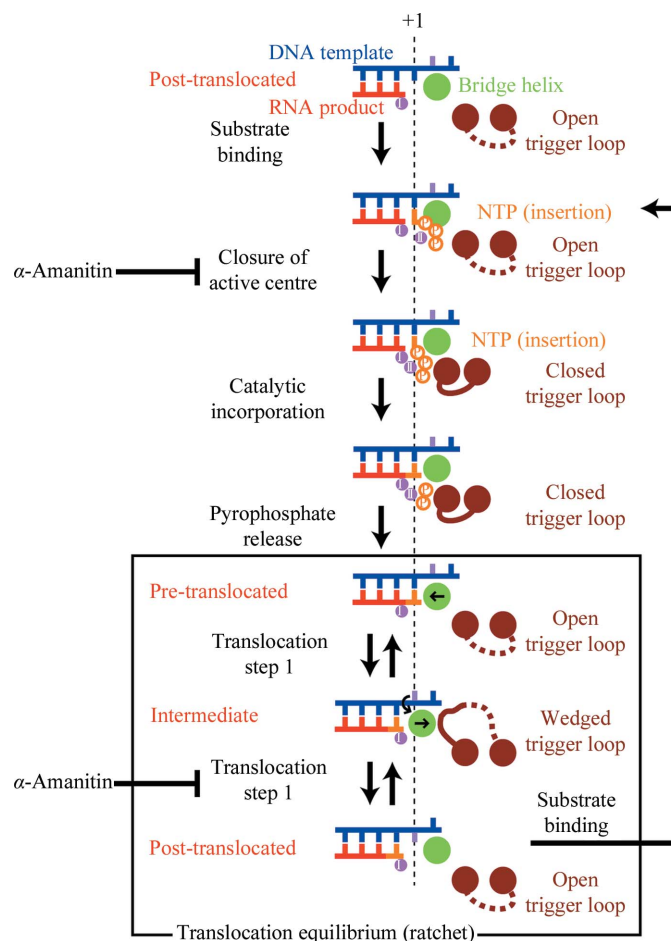 +1
DNA template
Post-translocated
Bridge helix
RNA product
I
Substrate
binding
Open
trigger loop
NTP (insertion)
P
P
P
I
II
Open
trigger loop
α-Amanitin
Closure of
active centre
NTP (insertion)
P
P
P
I
II
Closed
trigger loop
Catalytic
incorporation
P
P
I
II
Closed
trigger loop
Pyrophosphate
release
Pre-translocated
I
Open
trigger loop
Translocation
step 1
Intermediate
I
Wedged
trigger loop
α-Amanitin
Translocation
step 1
Substrate
binding
Post-translocated
I
Open
trigger loop
Translocation equilibrium (ratchet)